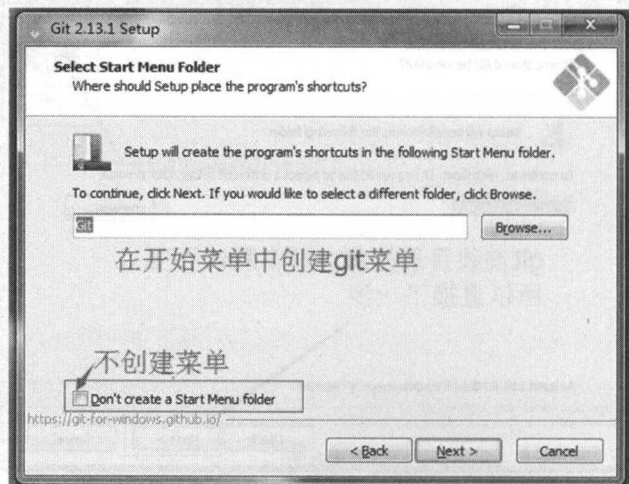 Git 2.13.1 Setup
Select Start Menu Folder
Where should Setup place the program's shortcuts?
Setup will create the program's shortcuts in the following Start Menu folder.
To continue, click Next. If you would like to select a different folder, click Browse.
Git
Browse...
在开始菜单中创建git菜单
不创建菜单
Don't create a Start Menu folder
https://git-for-windows.github.io/
< Back
Next >
Cancel